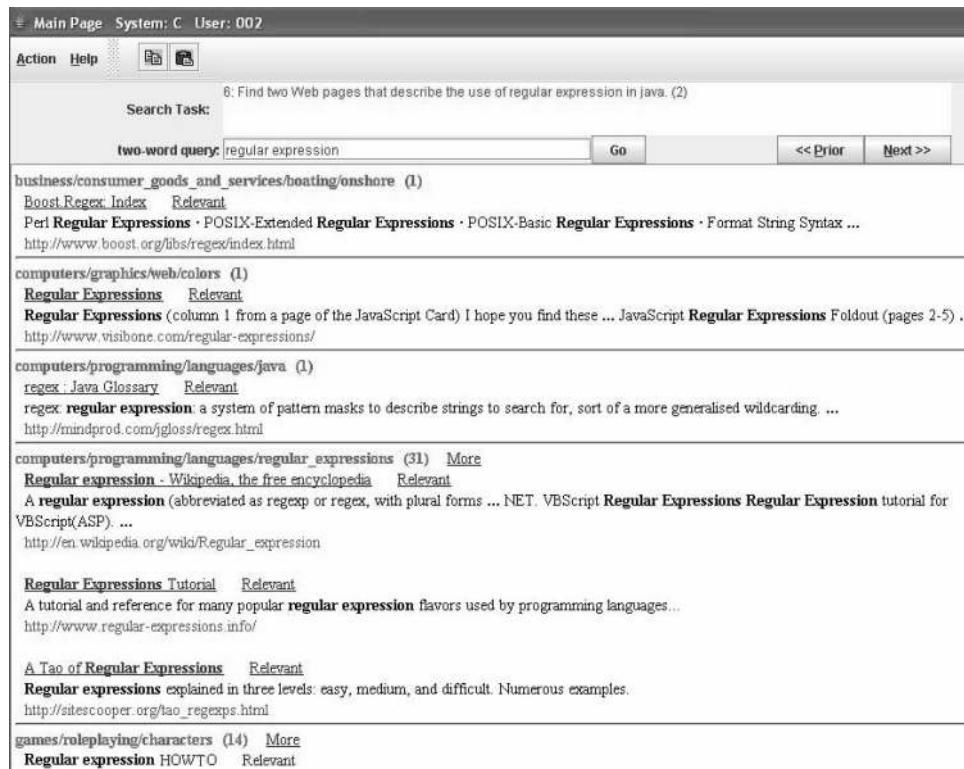 Main Page System: C User: 002
Action Help
6: Find two Web pages that describe the use of regular expression in java. (2)
Search Task:
two-word query: regular expression Go << Prior Next >>
business/consumer_goods_and_services/boating/onshore (1)
Boost.Regex: Index Relevant
Perl Regular Expressions · POSIX-Extended Regular Expressions · POSIX-Basic Regular Expressions · Format String Syntax ...
http://www.boost.org/libs/regex/index.html
computers/graphics/web/colors (1)
Regular Expressions Relevant
Regular Expressions (column 1 from a page of the JavaScript Card) I hope you find these ... JavaScript Regular Expressions Foldout (pages 2-5) .
http://www.visibone.com/regular-expressions/
computers/programming/languages/java (1)
regex : Java Glossary Relevant
regex: regular expression: a system of pattern masks to describe strings to search for, sort of a more generalised wildcarding. ...
http://mindprod.com/jgloss/regex.html
computers/programming/languages/regular_expressions (31) More
Regular expression - Wikipedia, the free encyclopedia Relevant
A regular expression (abbreviated as regexp or regex, with plural forms ... NET. VBScript Regular Expressions Regular Expression tutorial for
VBScript(ASP). ...
http://en.wikipedia.org/wiki/Regular_expression
Regular Expressions Tutorial Relevant
A tutorial and reference for many popular regular expression flavors used by programming languages...
http://www.regular-expressions.info/
A Tao of Regular Expressions Relevant
Regular expressions explained in three levels: easy, medium, and difficult. Numerous examples.
http://sitescooper.org/tao_regexps.html
games/roleplaying/characters (14) More
Regular expression HOWTO Relevant